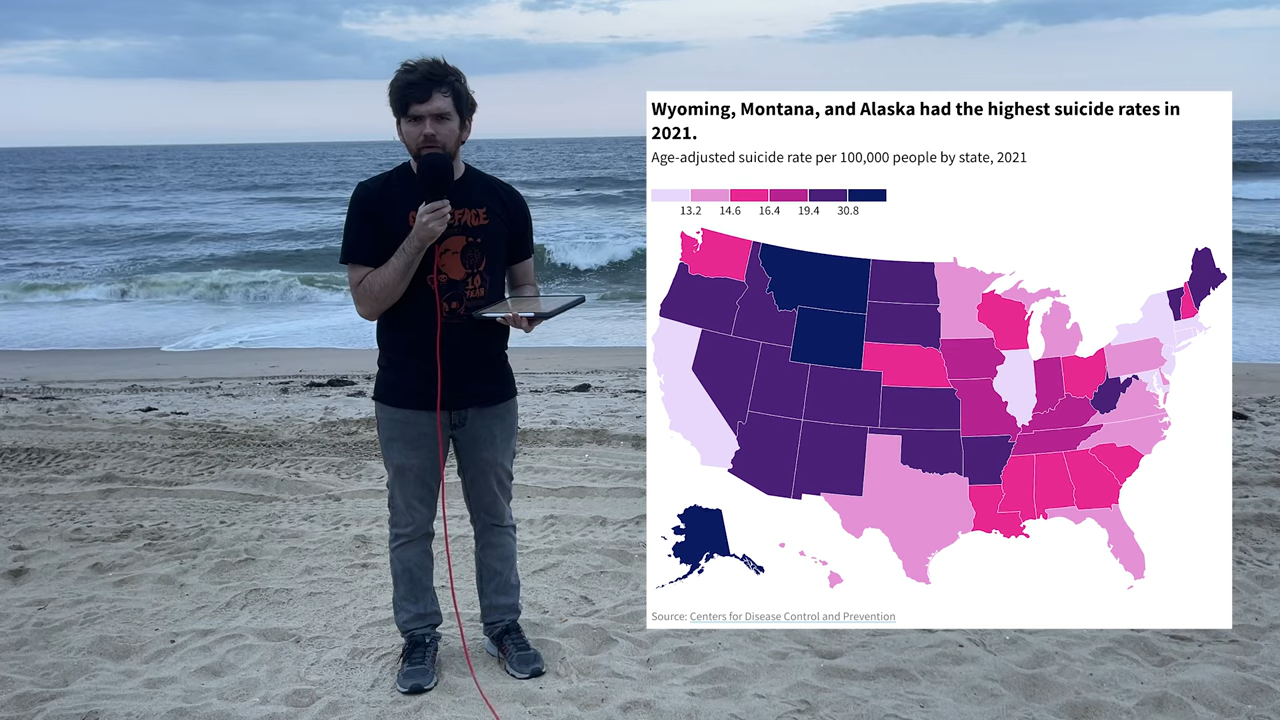 Wyoming, Montana, and Alaska had the highest suicide rates in
2021.
Age-adjusted suicide rate per 100,000 people by state, 2021
13.2 14.6 16.4 19.4 30.8
Source: Centers for Disease Control and Prevention
10
YEAR